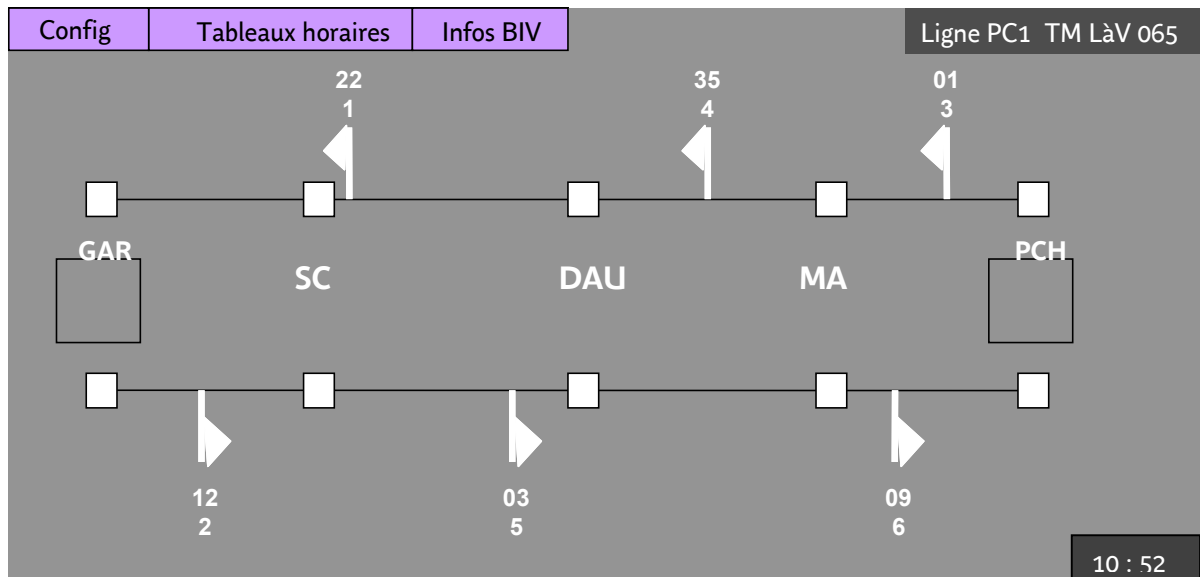 Config Tableaux horaires Infos BIV Ligne PC1 TM LàV 065
22 35 01
1 4 3
GAR PCH
SC DAU MA
12 03 09
2 5 6
10 : 52